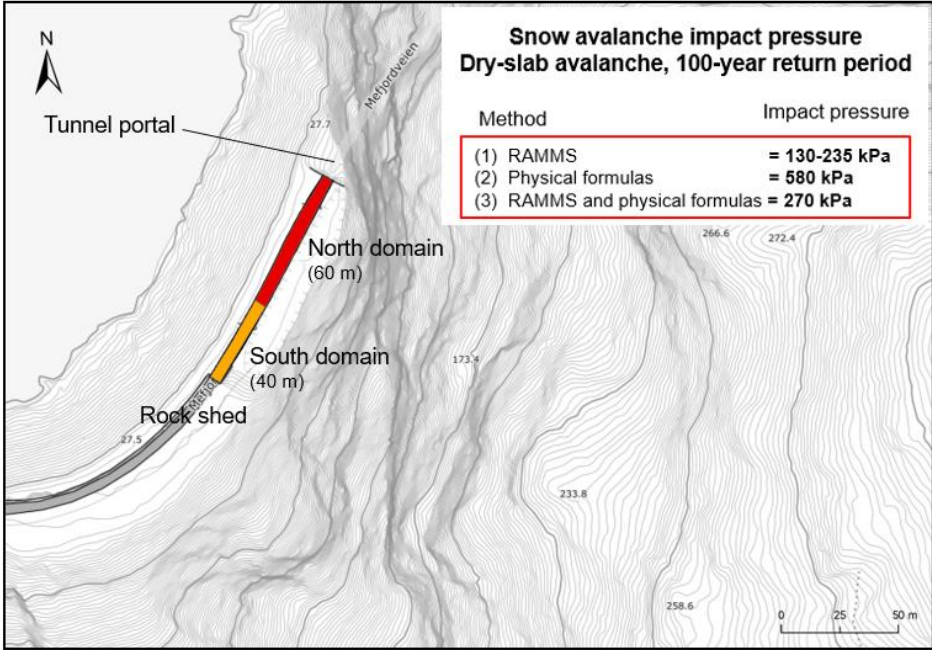 N
Mefjordveien
Snow avalanche impact pressure
Dry-slab avalanche, 100-year return period
Method Impact pressure
(1) RAMMS = 130-235 kPa
(2) Physical formulas = 580 kPa
(3) RAMMS and physical formulas = 270 kPa
27.7
Tunnel portal
266.6
272.4
North domain
(60 m)
173.4
South domain
(40 m)
Mefjo
Rock shed
27.5
233.8
258.6
0 25 50 m